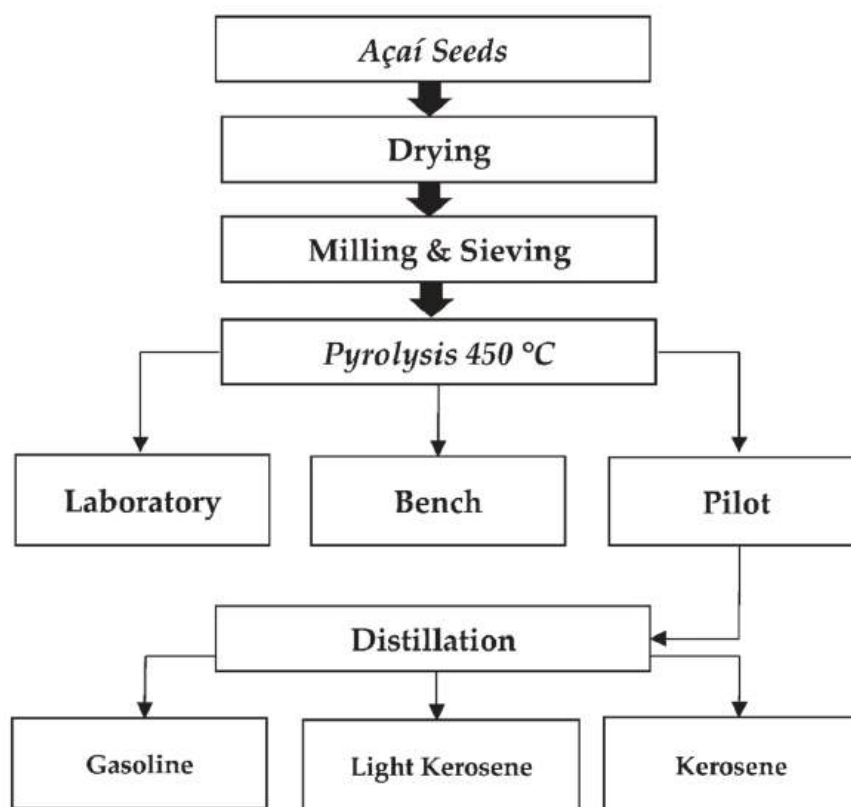 Açaí Seeds
Drying
Milling & Sieving
Pyrolysis 450 °C
Laboratory
Bench
Pilot
Distillation
Gasoline
Light Kerosene
Kerosene